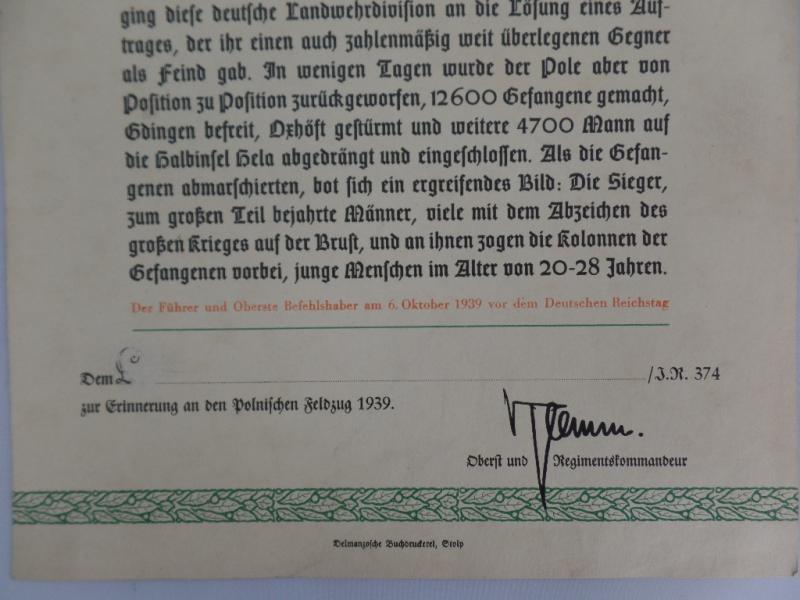 ging diese deutsche Landwehrdivision an die Lösung eines Auf-
trages, der ihr einen auch zahlenmäßig weit überlegenen Gegner
als Feind gab. In wenigen Tagen wurde der Pole aber von
Position zu Position zurückgeworfen, 12600 Gefangene gemacht,
Gdingen befreit, Oxhöft gestürmt und weitere 4700 Mann auf
die Halbinsel Hela abgedrängt und eingeschlossen. Als die Gefan-
genen abmarschierten, bot sich ein ergreifendes Bild: Die Sieger,
zum großen Teil bejahrte Männer, viele mit dem Abzeichen des
großen Krieges auf der Brust, und an ihnen zogen die Kolonnen der
Gefangenen vorbei, junge Menschen im Alter von 20-28 Jahren.
Der Führer und Oberste Befehlshaber am 6. Oktober 1939 vor dem Deutschen Reichstag
Dem /J.R. 374
zur Erinnerung an den Polnischen Feldzug 1939.
Oberst und Regimentskommandeur
Delmanzosche Buchdruckerei, Stolp